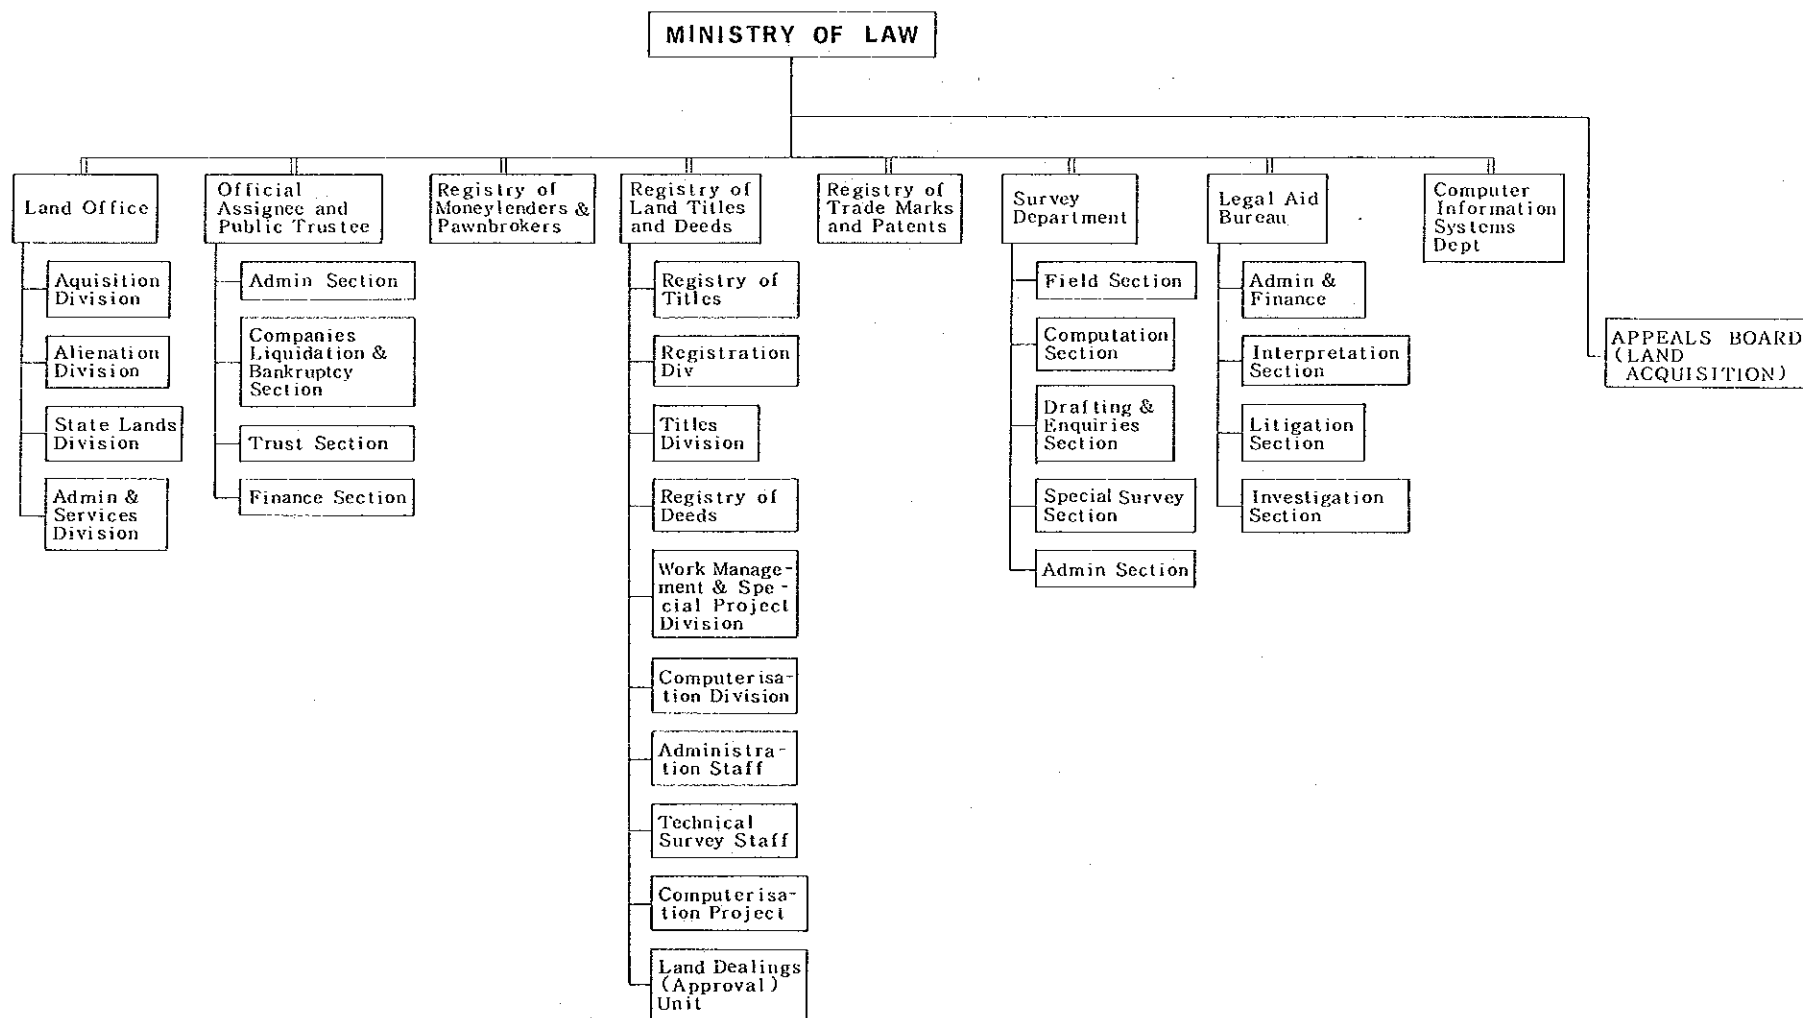 MINISTRY OF LAW
Land Office
Aquisition
Division
Alienation
Division
State Lands
Division
Admin &
Services
Division
Official
Assignee and
Public Trustee
Admin Section
Companies
Liquidation &
Bankruptcy
Section
Trust Section
Finance Section
Registry of
Moneylenders &
Pawnbrokers
Registry of
Land Titles
and Deeds
Registry of
Titles
Registration
Div
Titles
Division
Registry of
Deeds
Work Manage-
ment & Spe-
cial Project
Division
Computerisa-
tion Division
Administra-
tion Staff
Technical
Survey Staff
Computerisa-
tion Project
Land Dealings
(Approval)
Unit
Registry of
Trade Marks
and Patents
Survey
Department
Field Section
Computation
Section
Drafting &
Enquiries
Section
Special Survey
Section
Admin Section
Legal Aid
Bureau
Admin &
Finance
Interpretation
Section
Litigation
Section
Investigation
Section
Computer
Information
Systems
Dept
APPEALS BOARD
(LAND
ACQUISITION)